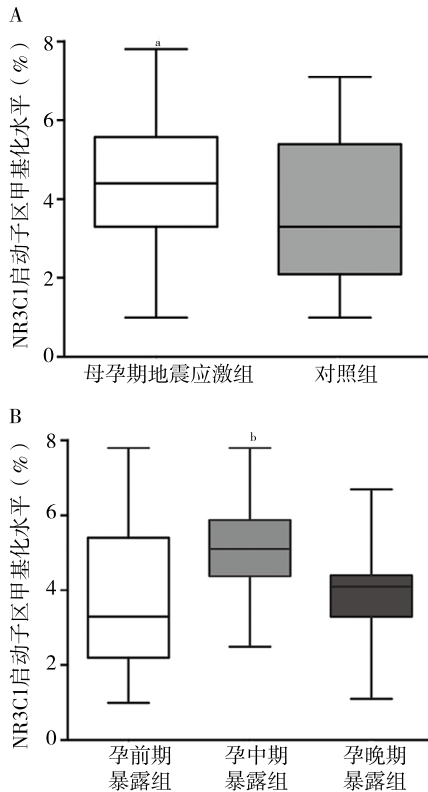 A
NR3C1启动子区甲基化水平（%）
8
6
4
2
0
a
母孕期地震应激组
对照组
B
NR3C1启动子区甲基化水平（%）
8
6
4
2
0
b
孕前期
暴露组
孕中期
暴露组
孕晚期
暴露组